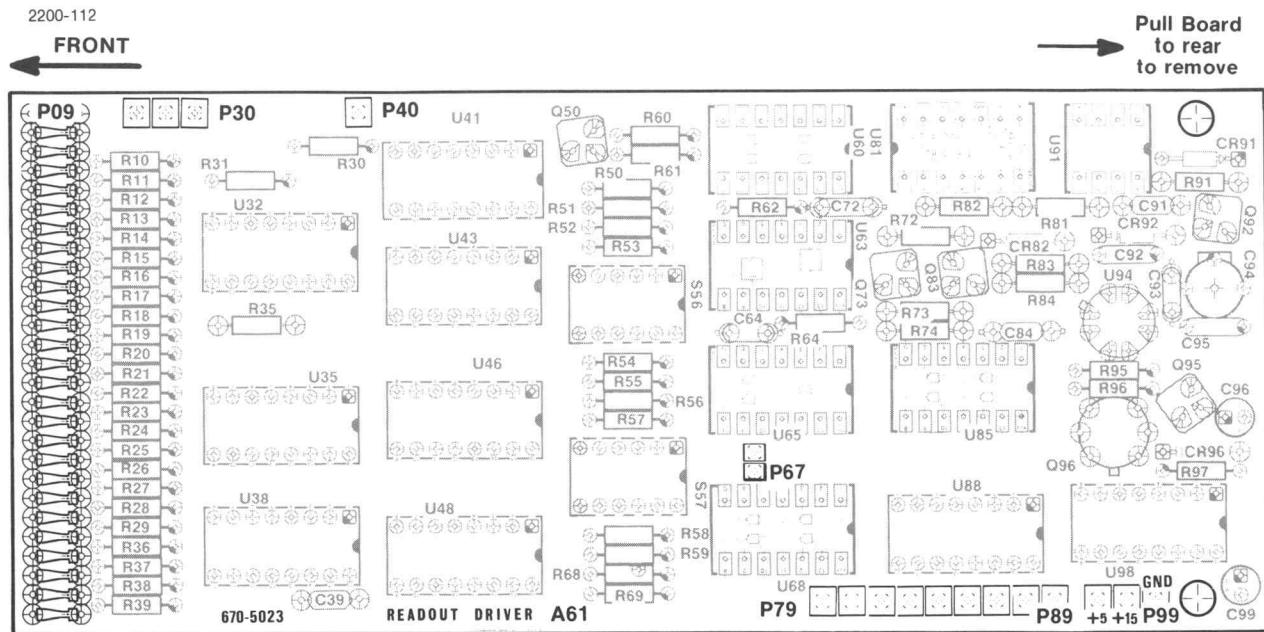 2200-112
FRONT
Pull Board
to rear
to remove
P09
P30
P40
U41
Q50
R60
U60
U81
U91
CR91
R10
R31
R30
R50
R61
R91
R11
R12
U32
R51
R62
C72
R82
R81
C91
Q92
R13
R52
U63
R72
CR92
R14
U43
R53
CR82
C92
R15
R83
U94
C93
C94
R16
S56
Q73
Q83
R84
R17
R18
R35
C64
R73
R19
R64
R74
C84
C95
R20
R54
R21
U35
U46
R55
R95
Q95
R22
R56
R96
C96
R23
R57
R24
U65
U85
R25
CR96
R26
P67
Q96
R97
R27
R28
U38
U48
S57
U88
R29
R58
R36
R59
R37
R68
U68
U98
GND
R38
R69
R39
C39
670-5023
READOUT DRIVER
A61
P79
P89
+5
+15
P99
C99